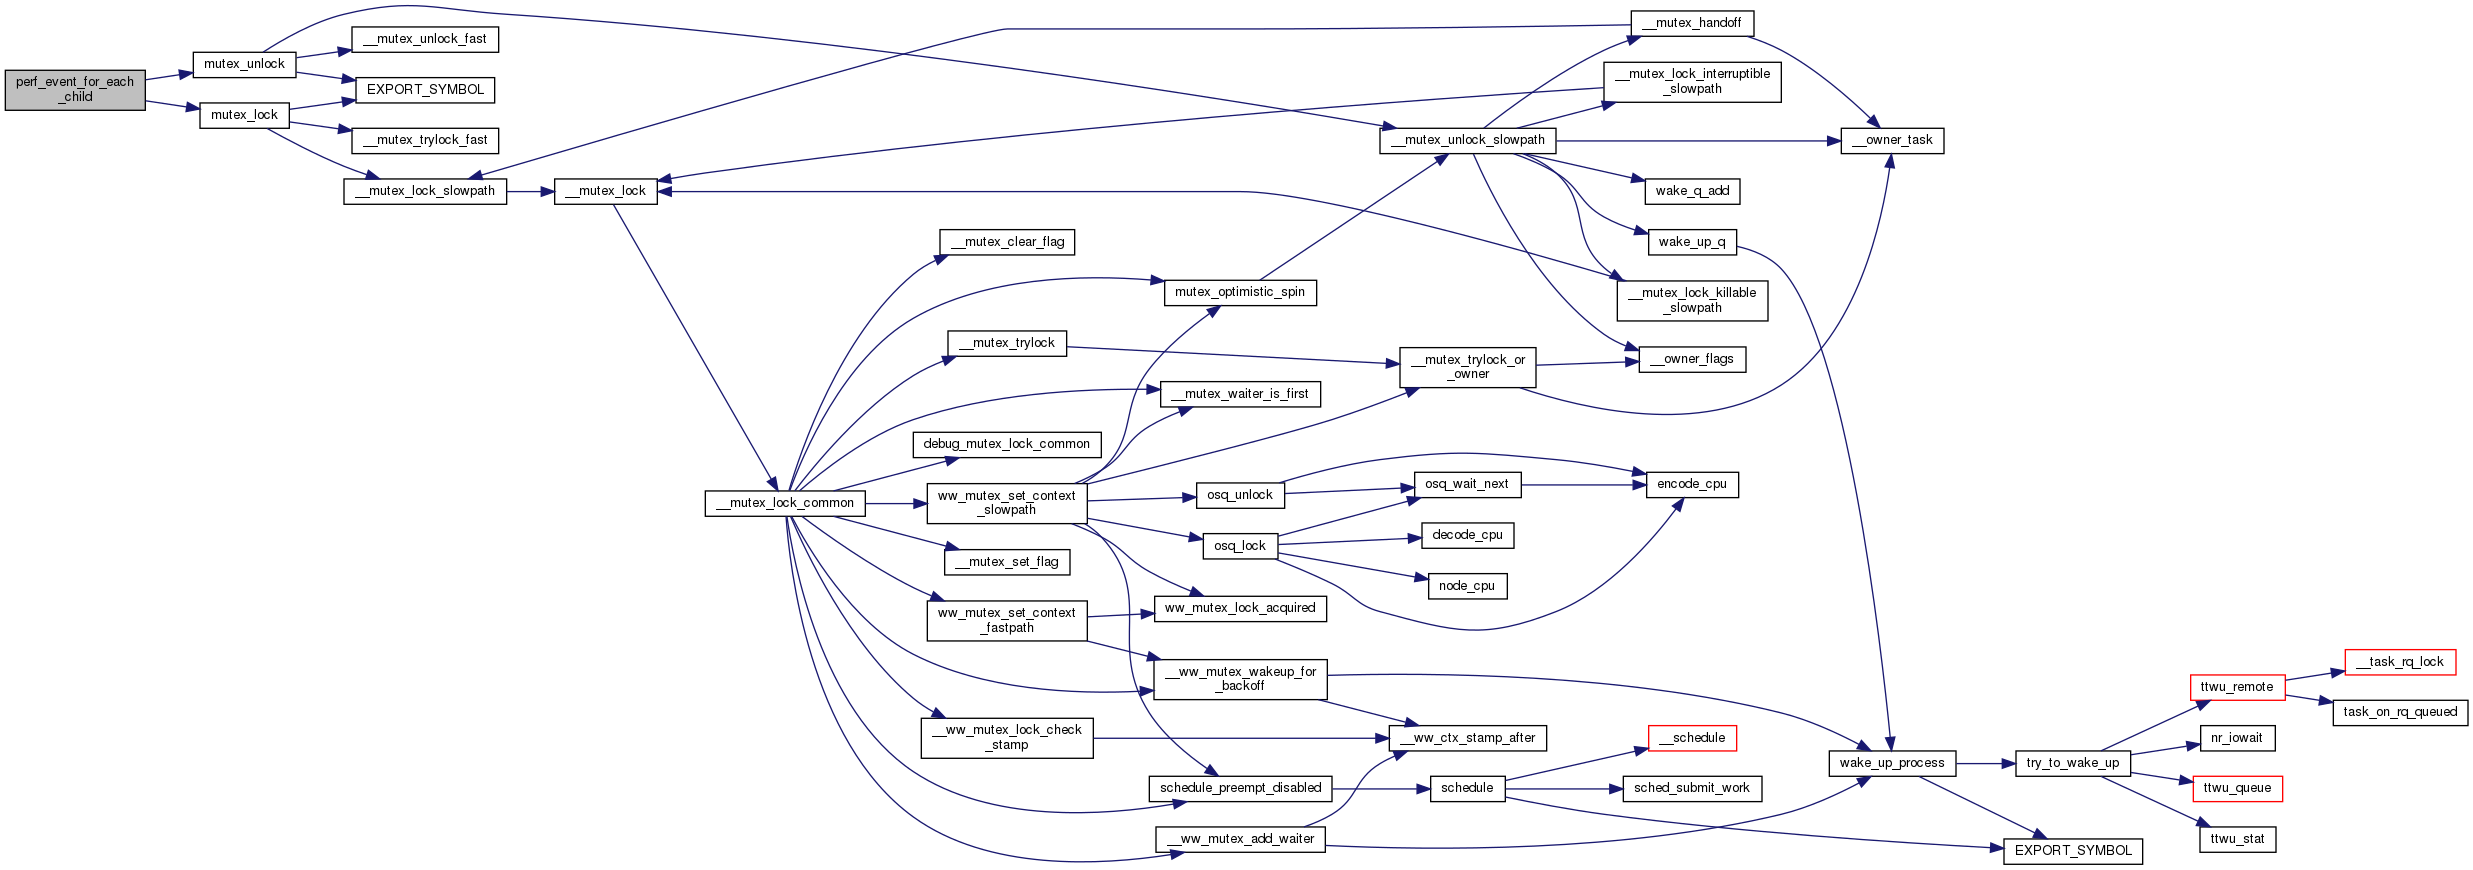 perf_event_for_each
_child
mutex_unlock
mutex_lock
__mutex_unlock_fast
EXPORT_SYMBOL
__mutex_trylock_fast
__mutex_lock_slowpath
__mutex_lock
__mutex_lock_common
__mutex_clear_flag
__mutex_trylock
debug_mutex_lock_common
ww_mutex_set_context
_slowpath
__mutex_set_flag
ww_mutex_set_context
_fastpath
__ww_mutex_lock_check
_stamp
mutex_optimistic_spin
__mutex_waiter_is_first
osq_unlock
osq_lock
ww_mutex_lock_acquired
__ww_mutex_wakeup_for
_backoff
schedule_preempt_disabled
__ww_mutex_add_waiter
__mutex_unlock_slowpath
__mutex_trylock_or
_owner
osq_wait_next
decode_cpu
node_cpu
__ww_ctx_stamp_after
schedule
__mutex_handoff
__mutex_lock_interruptible
_slowpath
wake_q_add
wake_up_q
__mutex_lock_killable
_slowpath
__owner_flags
encode_cpu
__schedule
sched_submit_work
__owner_task
wake_up_process
try_to_wake_up
EXPORT_SYMBOL
ttwu_remote
nr_iowait
ttwu_queue
ttwu_stat
__task_rq_lock
task_on_rq_queued